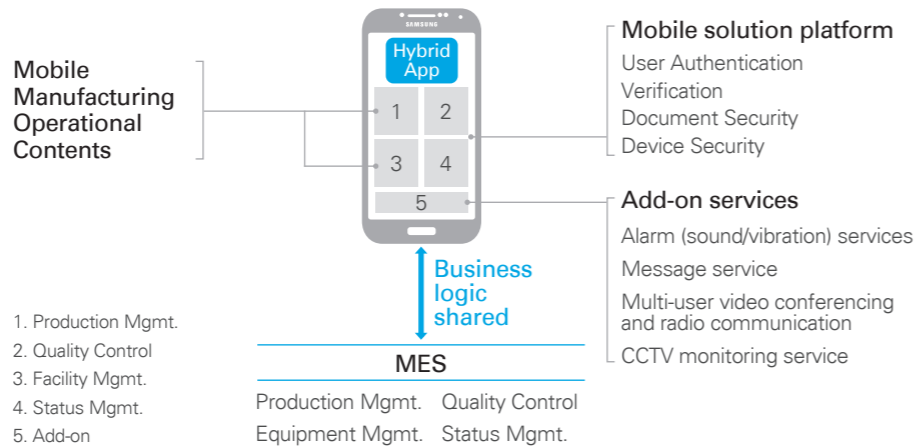 SAMSUNG
Hybrid
App
1 2
3 4
5
Mobile
Manufacturing
Operational
Contents
Mobile solution platform
User Authentication
Verification
Document Security
Device Security
Add-on services
Alarm (sound/vibration) services
Message service
Multi-user video conferencing
and radio communication
CCTV monitoring service
Business
logic
shared
1. Production Mgmt.
2. Quality Control
3. Facility Mgmt.
4. Status Mgmt.
5. Add-on
MES
Production Mgmt. Quality Control
Equipment Mgmt. Status Mgmt.